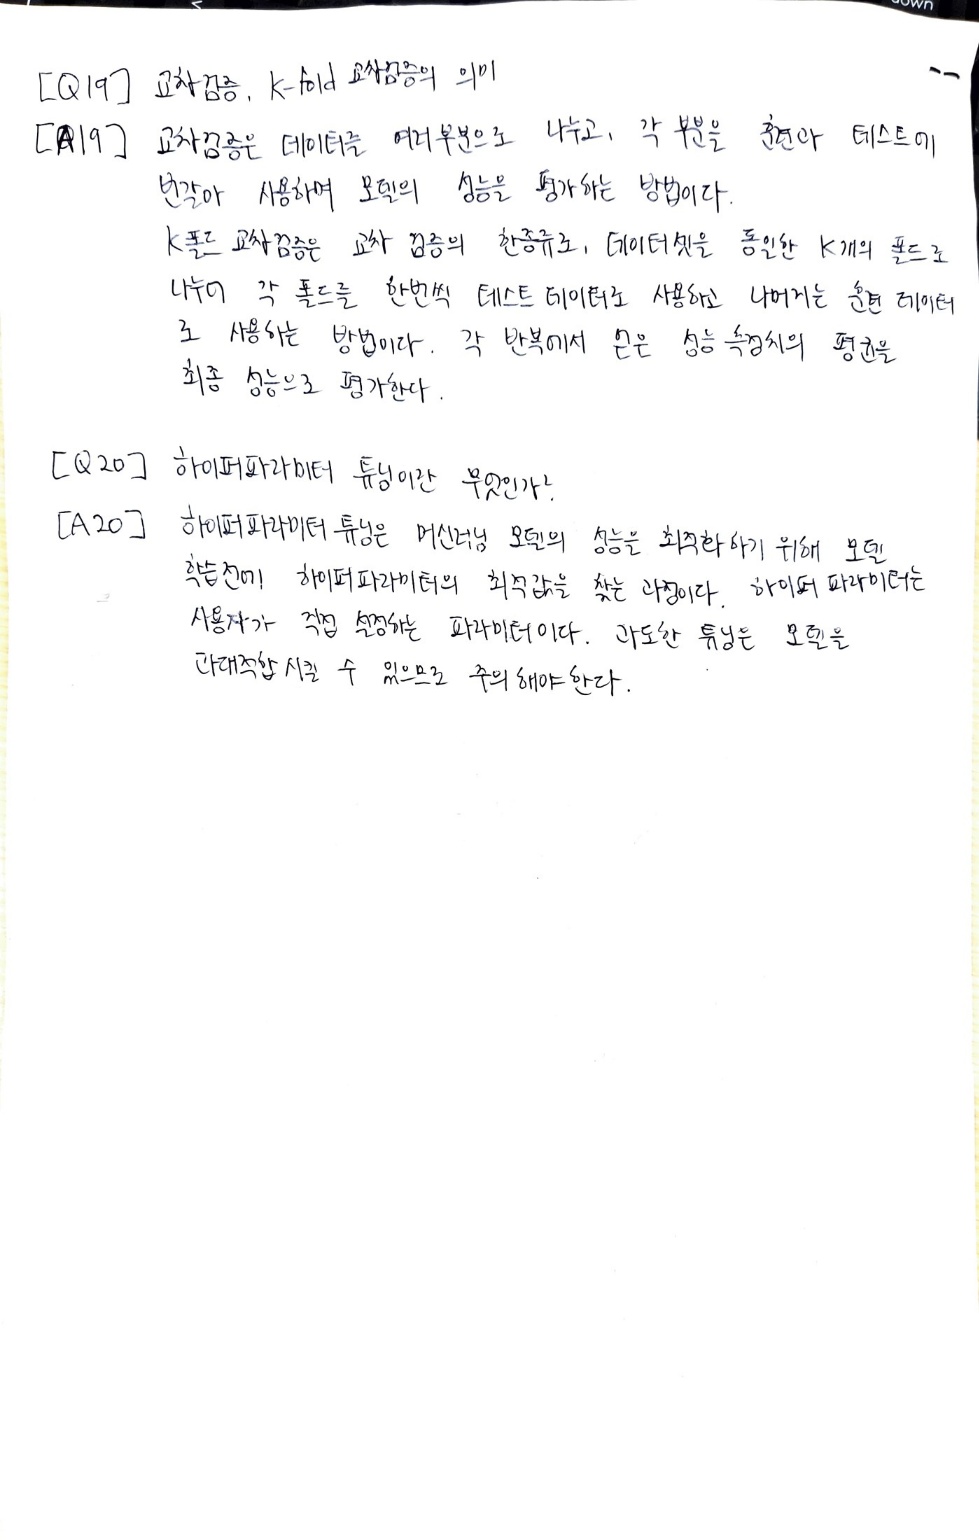 down
[Q19] 교차검증, k-fold 교차검증의 의미
[A19] 교차검증은 데이터를 여러부분으로 나누고, 각 부분을 훈련과 테스트에
번갈아 사용하며 모델의 성능을 평가하는 방법이다.
K폴드 교차검증은 교차 검증의 한종류로, 데이터셋을 동일한 K개의 폴드로
나누어 각 폴드를 한번씩 테스트 데이터로 사용하고 나머지는 훈련 데이터
로 사용하는 방법이다. 각 반복에서 얻은 성능 측정치의 평균을
최종 성능으로 평가한다.
[Q20] 하이퍼파라미터 튜닝이란 무엇인가?
[A20] 하이퍼파라미터 튜닝은 머신러닝 모델의 성능을 최적화하기 위해 모델
학습 전에 하이퍼파라미터의 최적값을 찾는 과정이다. 하이퍼 파라미터는
사용자가 직접 설정하는 파라미터이다. 과도한 튜닝은 모델을
과대적합시킬 수 있으므로 주의해야한다.